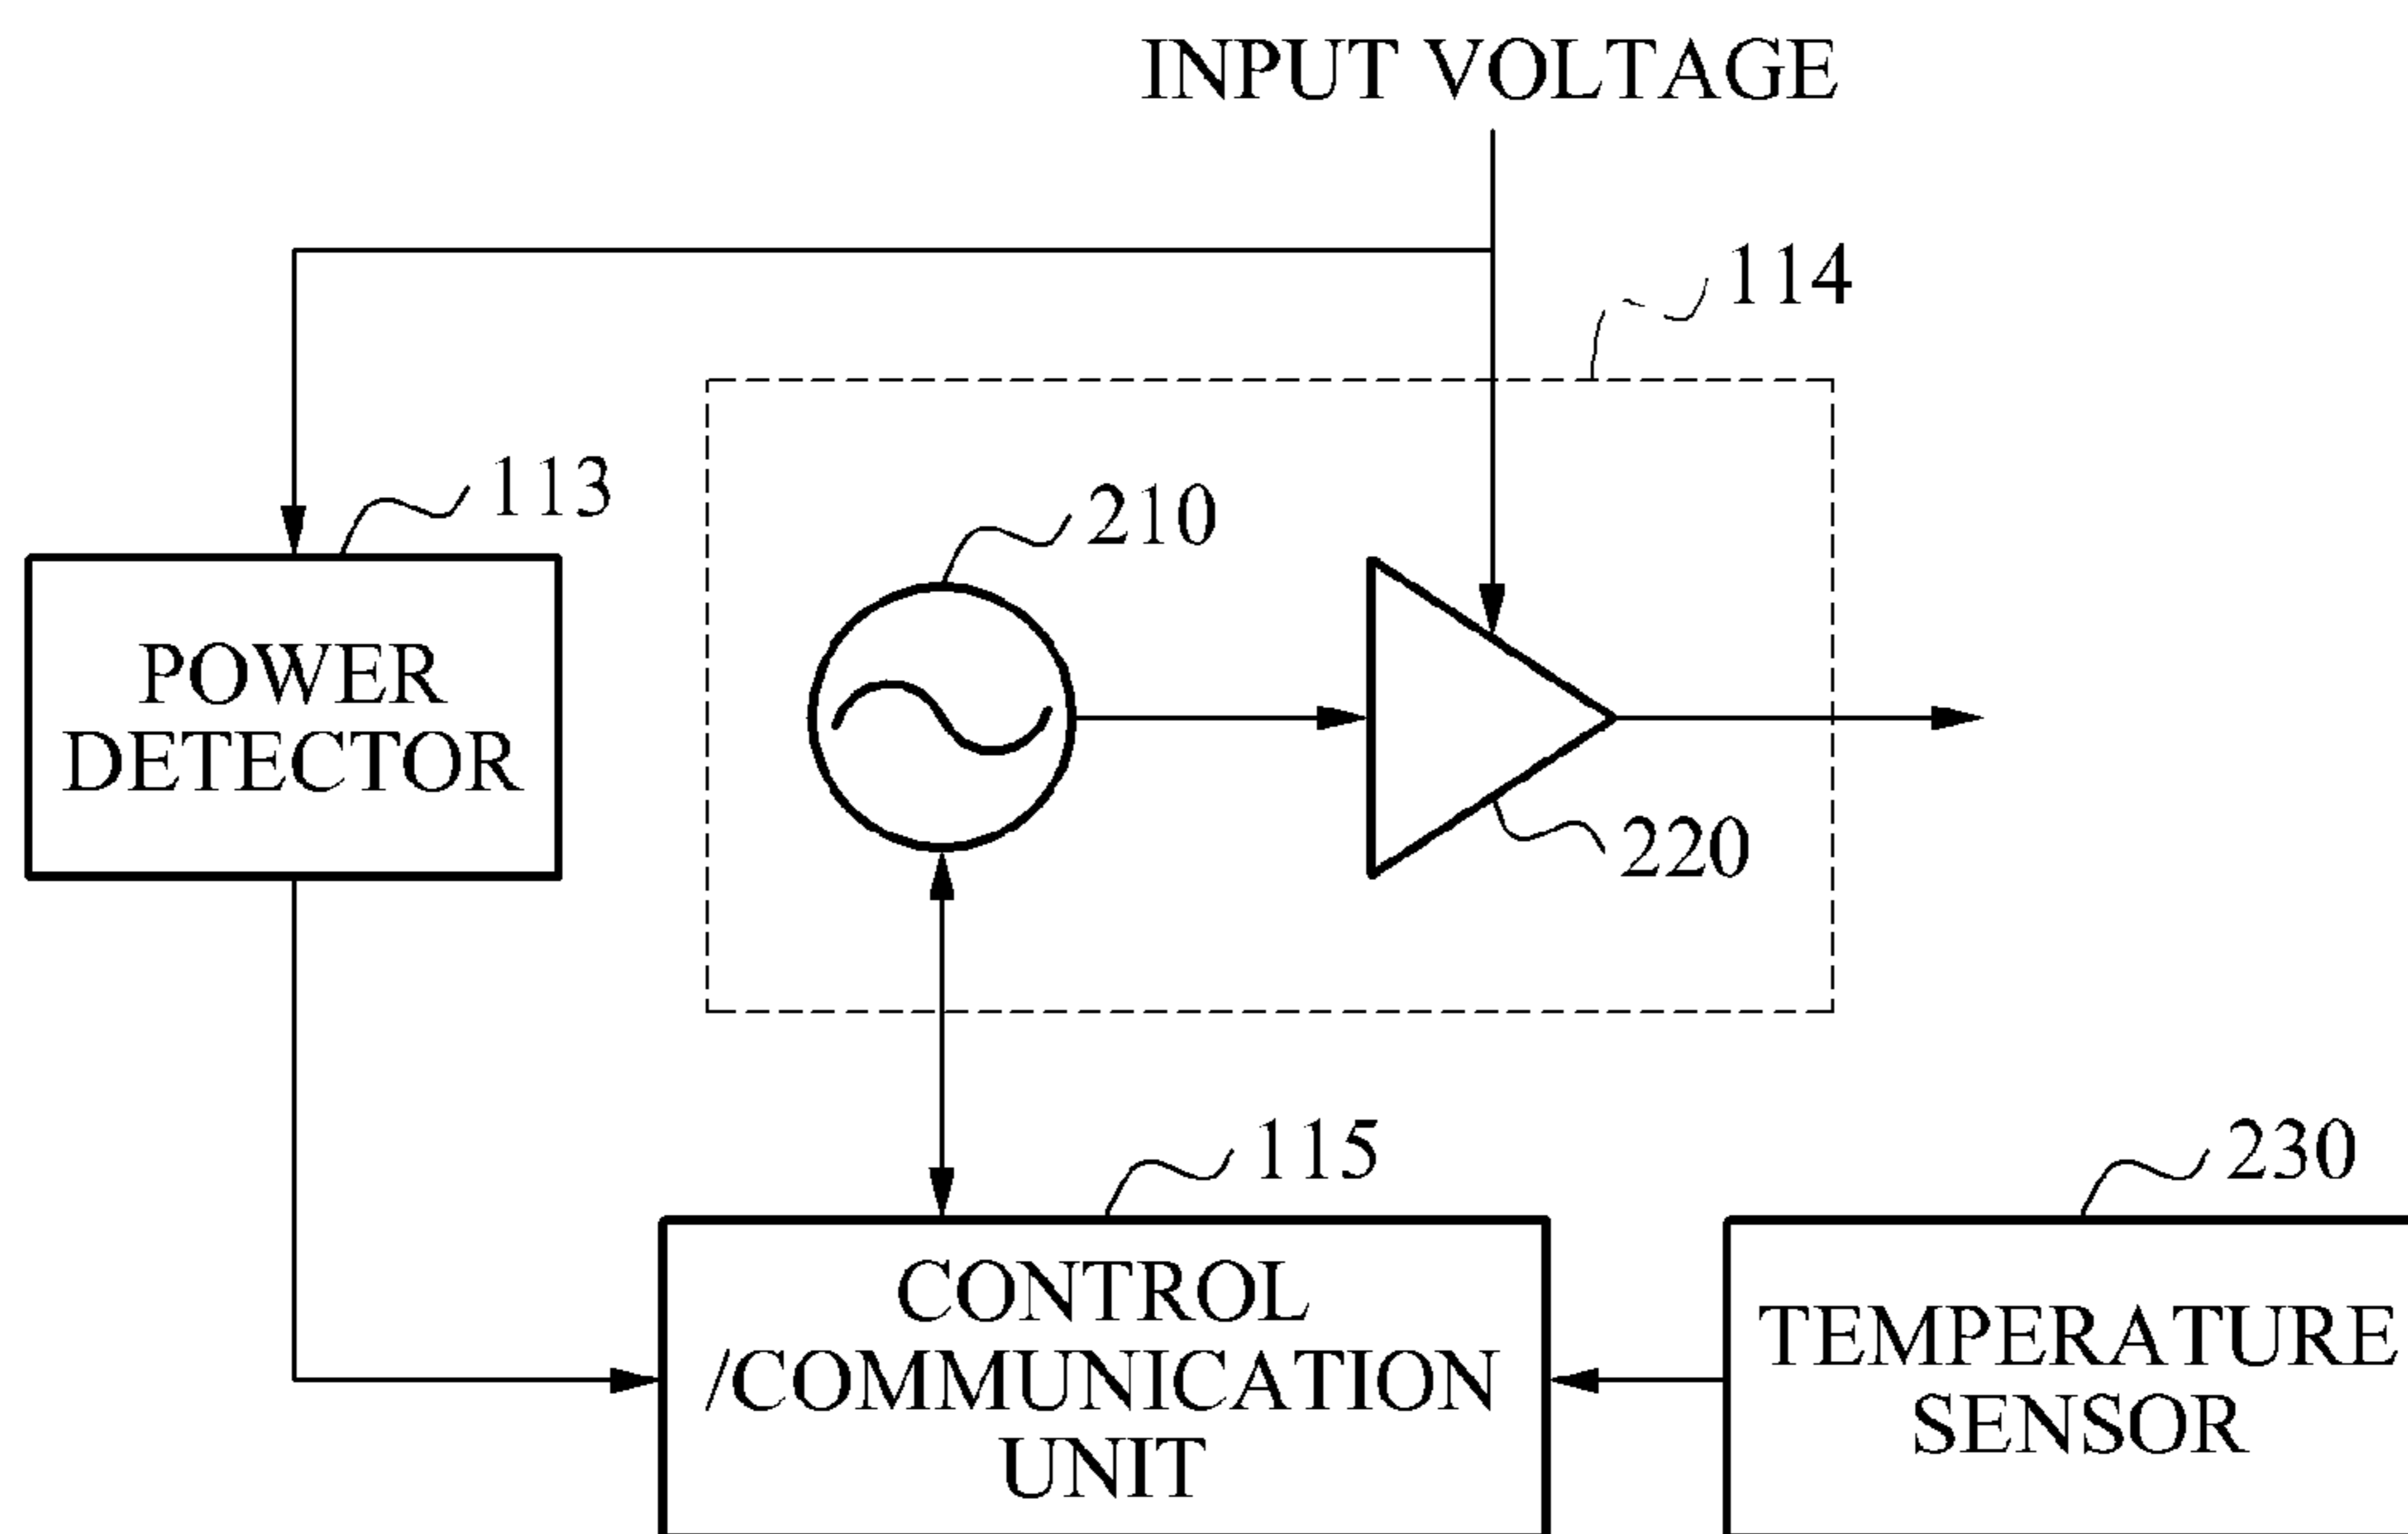 INPUT VOLTAGE
114
113
210
POWER
DETECTOR
220
115
230
CONTROL
/COMMUNICATION
UNIT
TEMPERATURE
SENSOR